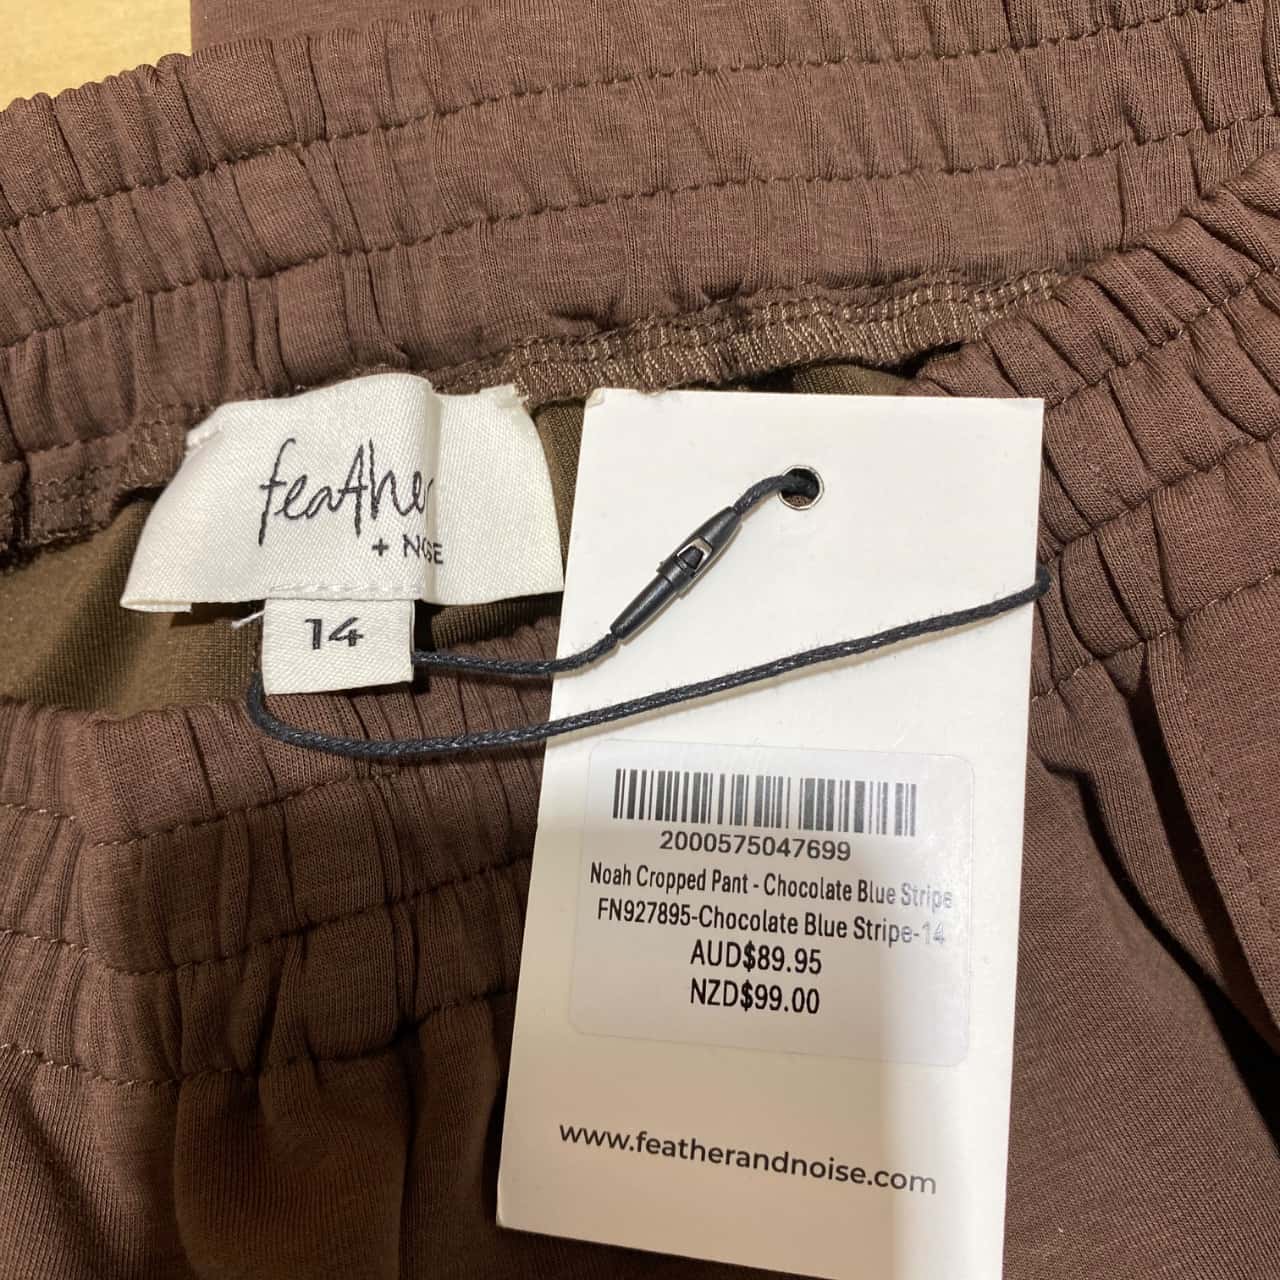 feather
+ NOISE
14
2000575047699
Noah Cropped Pant - Chocolate Blue Stripe
FN927895-Chocolate Blue Stripe-14
AUD$89.95
NZD$99.00
www.featherandnoise.com